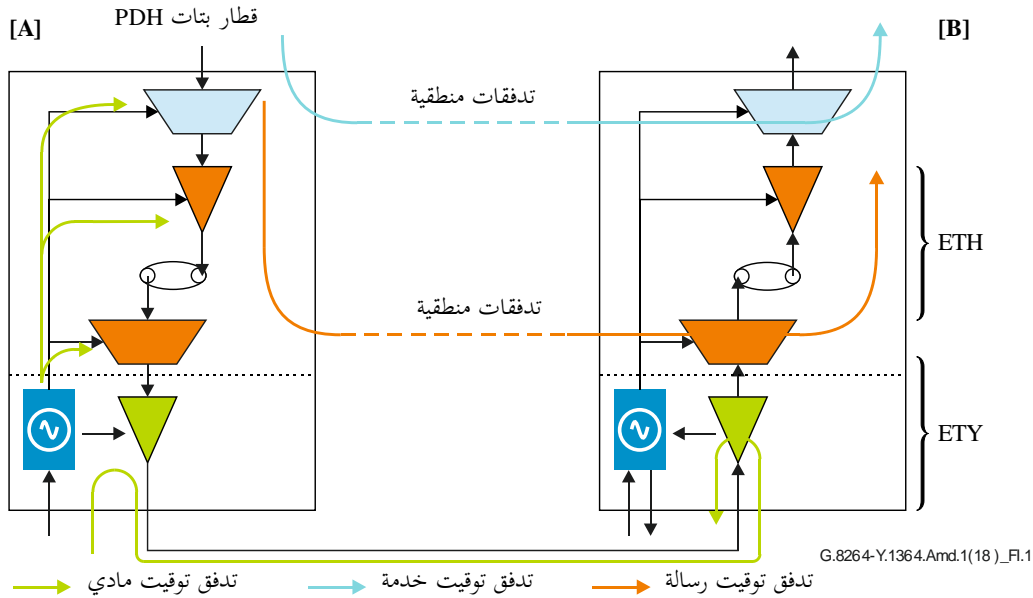 قطار بتات PDH
[A]
[B]
تدفقات منطقية
ETH
تدفقات منطقية
ETY
G.8264-Y.1364.Amd.1(18 )_FI.1
تدفق توقيت مادي
تدفق توقيت خدمة
تدفق توقيت رسالة